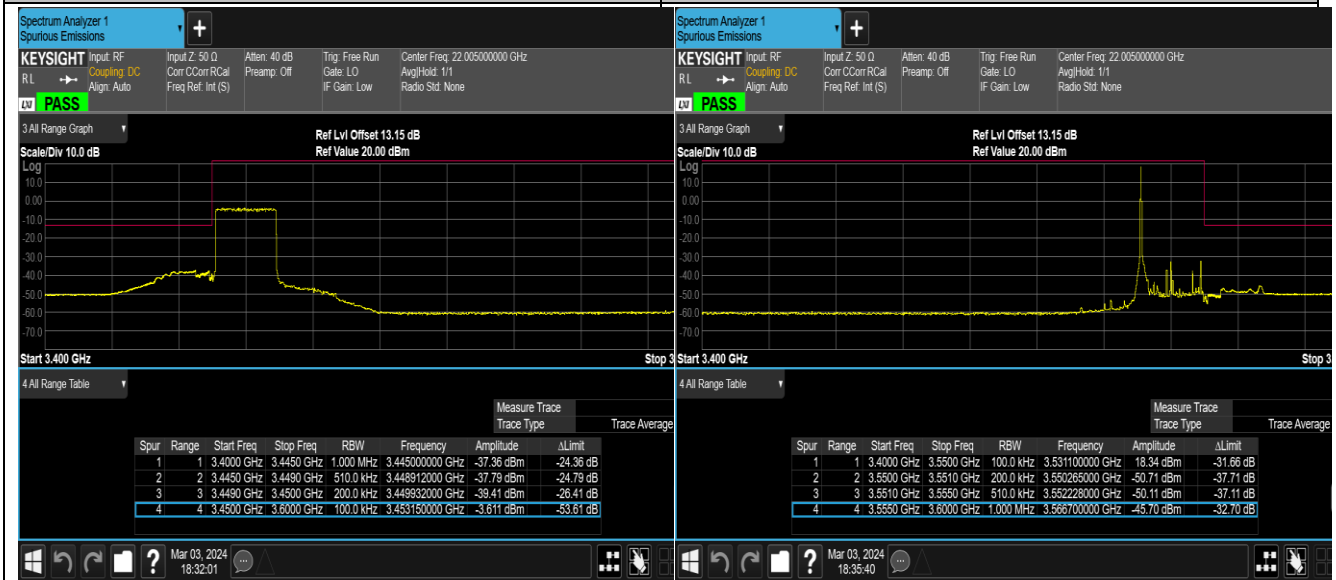 Spectrum Analyzer 1
Spurious Emissions
+
KEYSIGHT Input: RF Input Z: 50 Ω Atten: 40 dB Trig: Free Run Center Freq: 22.005000000 GHz
RL Coupling: DC Corr CCorr RCal Preamp: Off Gate: LO Avg|Hold: 1/1
Align: Auto Freq Ref: Int (S) IF Gain: Low Radio Std: None
LXI PASS
3 All Range Graph
Ref Lvl Offset 13.15 dB
Scale/Div 10.0 dB Ref Value 20.00 dBm
Log
10.0
0.00
-10.0
-20.0
-30.0
-40.0
-50.0
-60.0
-70.0
Start 3.400 GHz Stop 3
4 All Range Table
Measure Trace
Trace Type Trace Average
Spur Range Start Freq Stop Freq RBW Frequency Amplitude ΔLimit
1 1 3.4000 GHz 3.4450 GHz 1.000 MHz 3.445000000 GHz -37.36 dBm -24.36 dB
2 2 3.4450 GHz 3.4490 GHz 510.0 kHz 3.448912000 GHz -37.79 dBm -24.79 dB
3 3 3.4490 GHz 3.4500 GHz 200.0 kHz 3.449932000 GHz -39.41 dBm -26.41 dB
4 4 3.4500 GHz 3.6000 GHz 100.0 kHz 3.453150000 GHz -3.611 dBm -53.61 dB
? Mar 03, 2024
18:32:01
Spectrum Analyzer 1
Spurious Emissions
+
KEYSIGHT Input: RF Input Z: 50 Ω Atten: 40 dB Trig: Free Run Center Freq: 22.005000000 GHz
RL Coupling: DC Corr CCorr RCal Preamp: Off Gate: LO Avg|Hold: 1/1
Align: Auto Freq Ref: Int (S) IF Gain: Low Radio Std: None
LXI PASS
3 All Range Graph
Ref Lvl Offset 13.15 dB
Scale/Div 10.0 dB Ref Value 20.00 dBm
Log
10.0
0.00
-10.0
-20.0
-30.0
-40.0
-50.0
-60.0
-70.0
Start 3.400 GHz Stop 3.
4 All Range Table
Measure Trace
Trace Type Trace Average
Spur Range Start Freq Stop Freq RBW Frequency Amplitude ΔLimit
1 1 3.4000 GHz 3.5500 GHz 100.0 kHz 3.531100000 GHz 18.34 dBm -31.66 dB
2 2 3.5500 GHz 3.5510 GHz 200.0 kHz 3.550265000 GHz -50.71 dBm -37.71 dB
3 3 3.5510 GHz 3.5550 GHz 510.0 kHz 3.552228000 GHz -50.11 dBm -37.11 dB
4 4 3.5550 GHz 3.6000 GHz 1.000 MHz 3.566700000 GHz -45.70 dBm -32.70 dB
? Mar 03, 2024
18:35:40